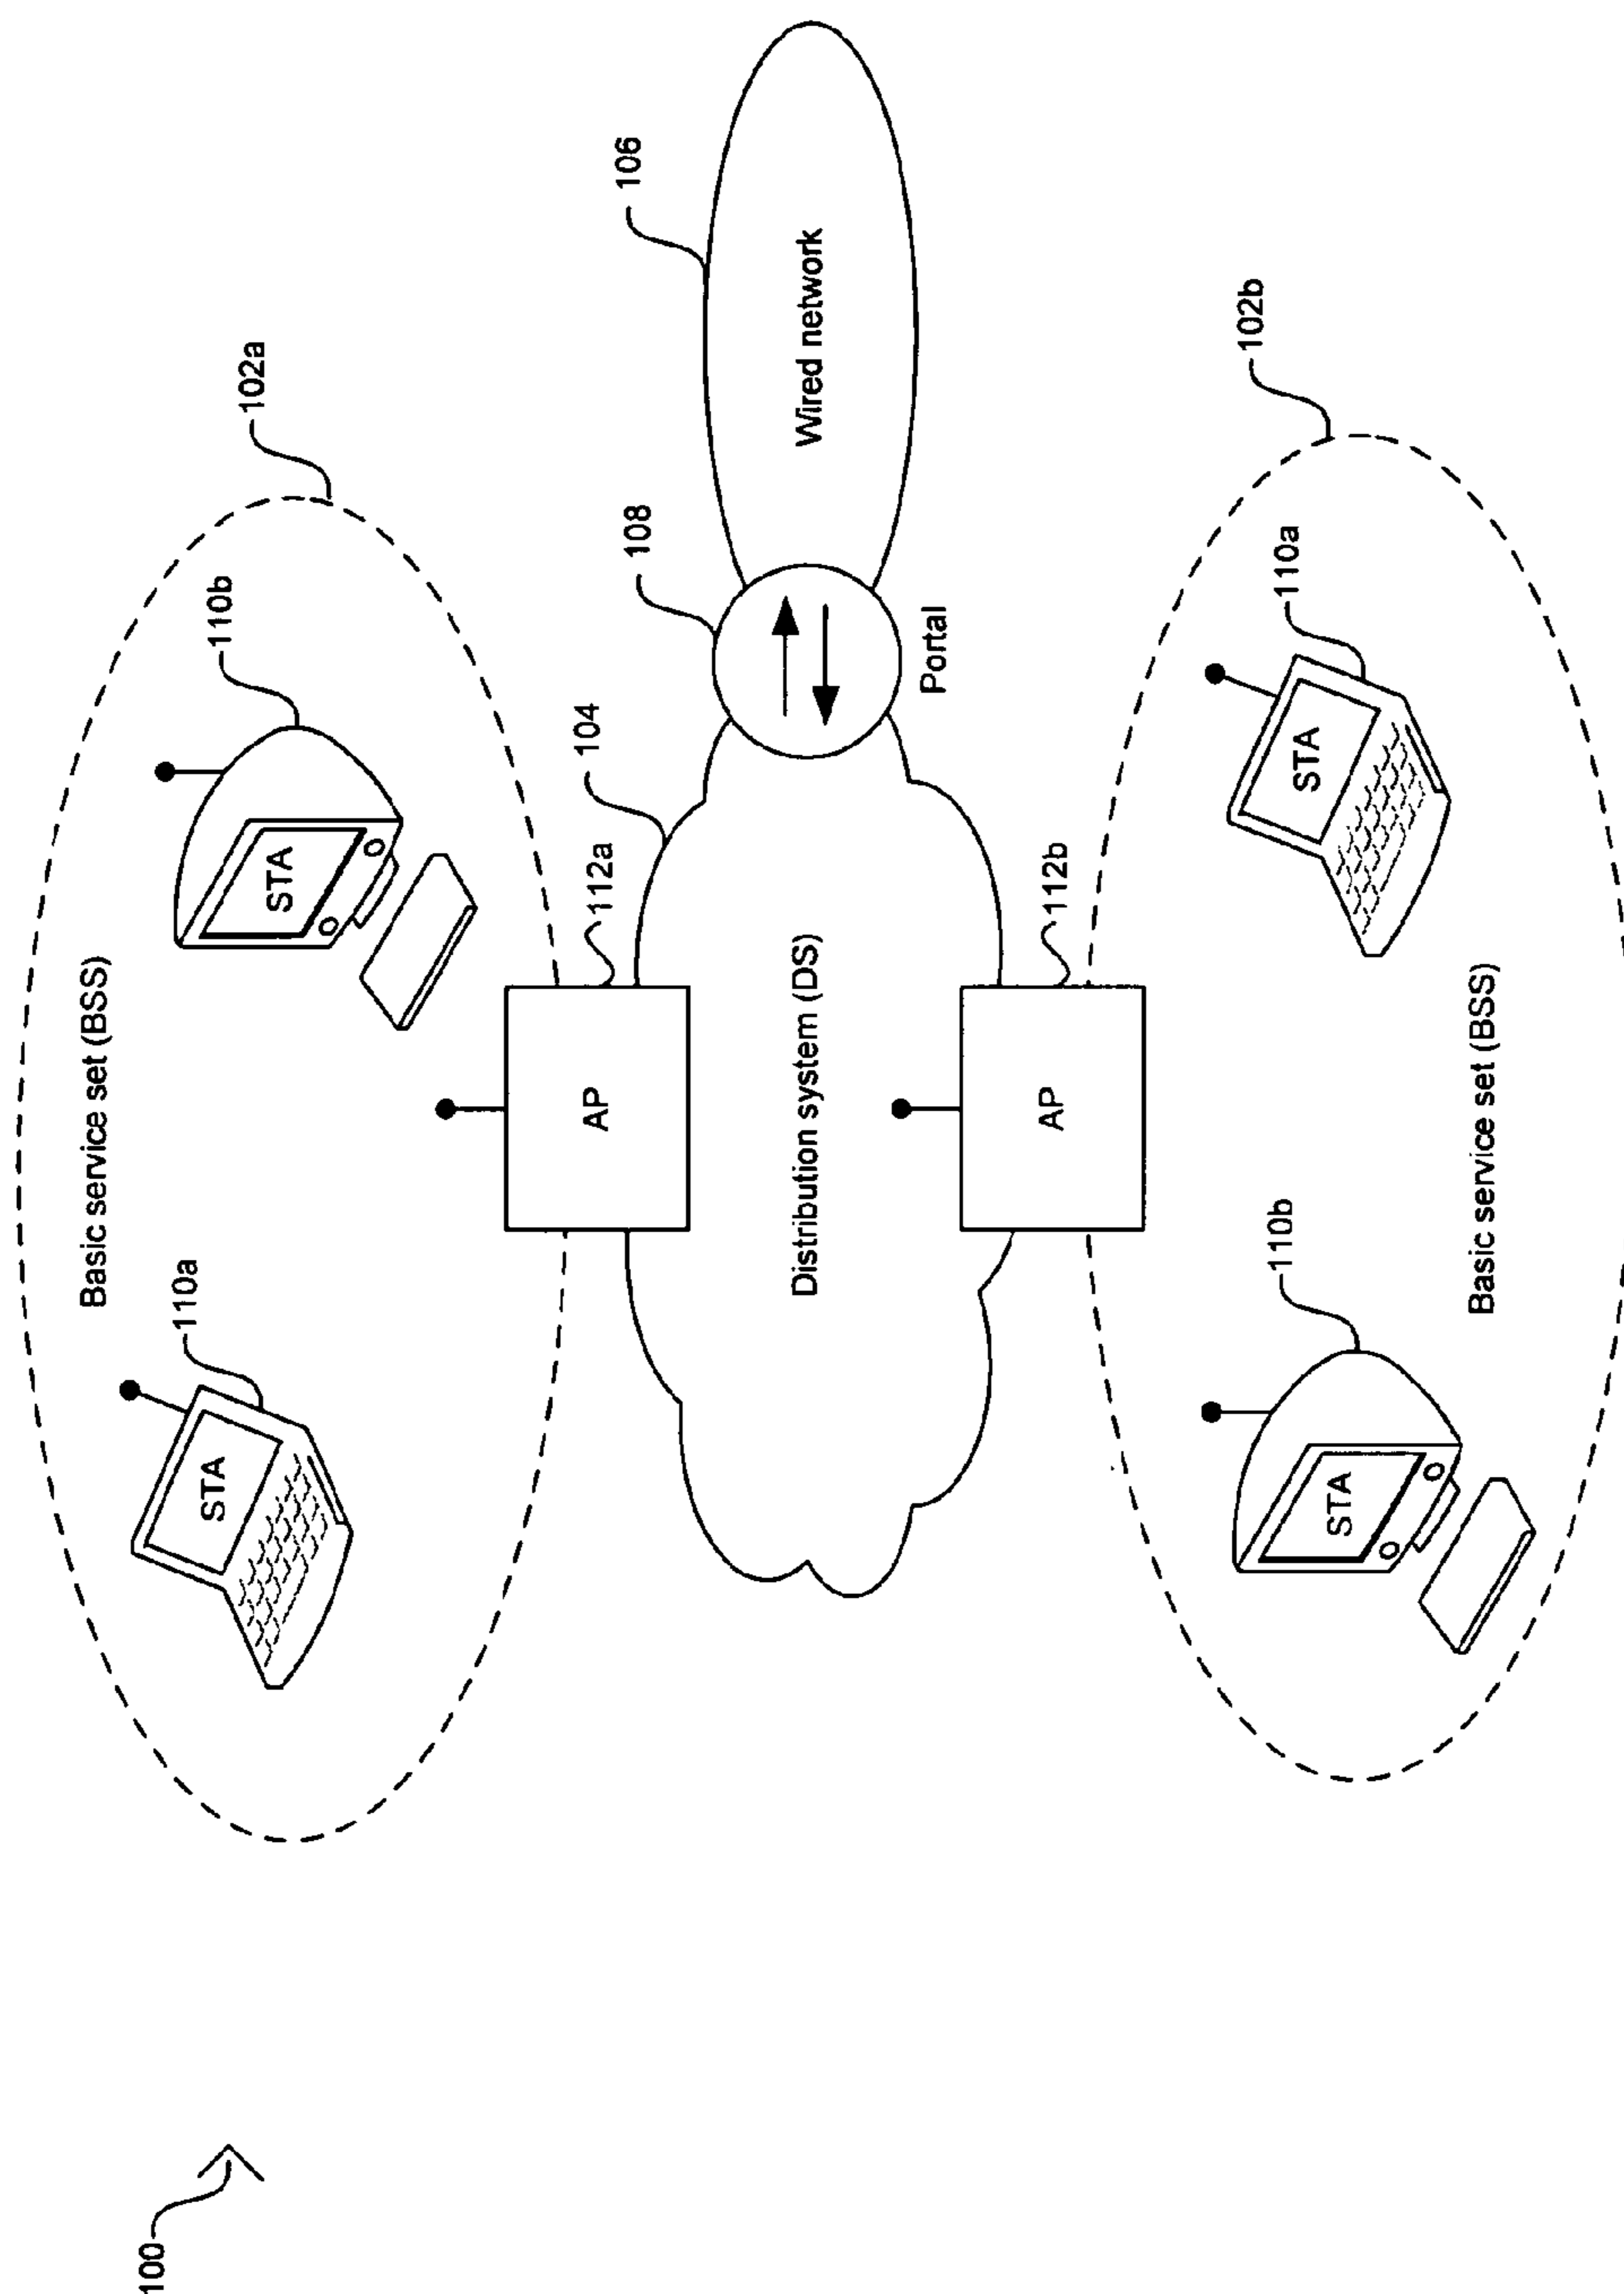 100
Basic service set (BSS)
102a
110a
STA
110b
STA
AP
112a
104
108
106
Distribution system (DS)
Portal
Wired network
AP
112b
102b
110b
STA
110a
STA
Basic service set (BSS)